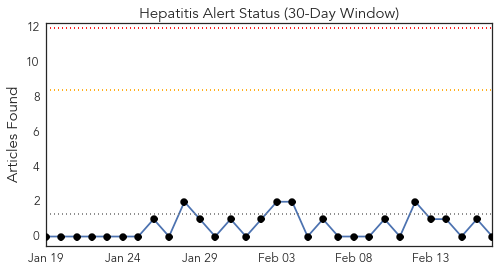 Hepatitis Alert Status (30-Day Window)
Articles Found
12
10
8
6
4
2
0
Jan 19 Jan 24 Jan 29 Feb 03 Feb 08 Feb 13